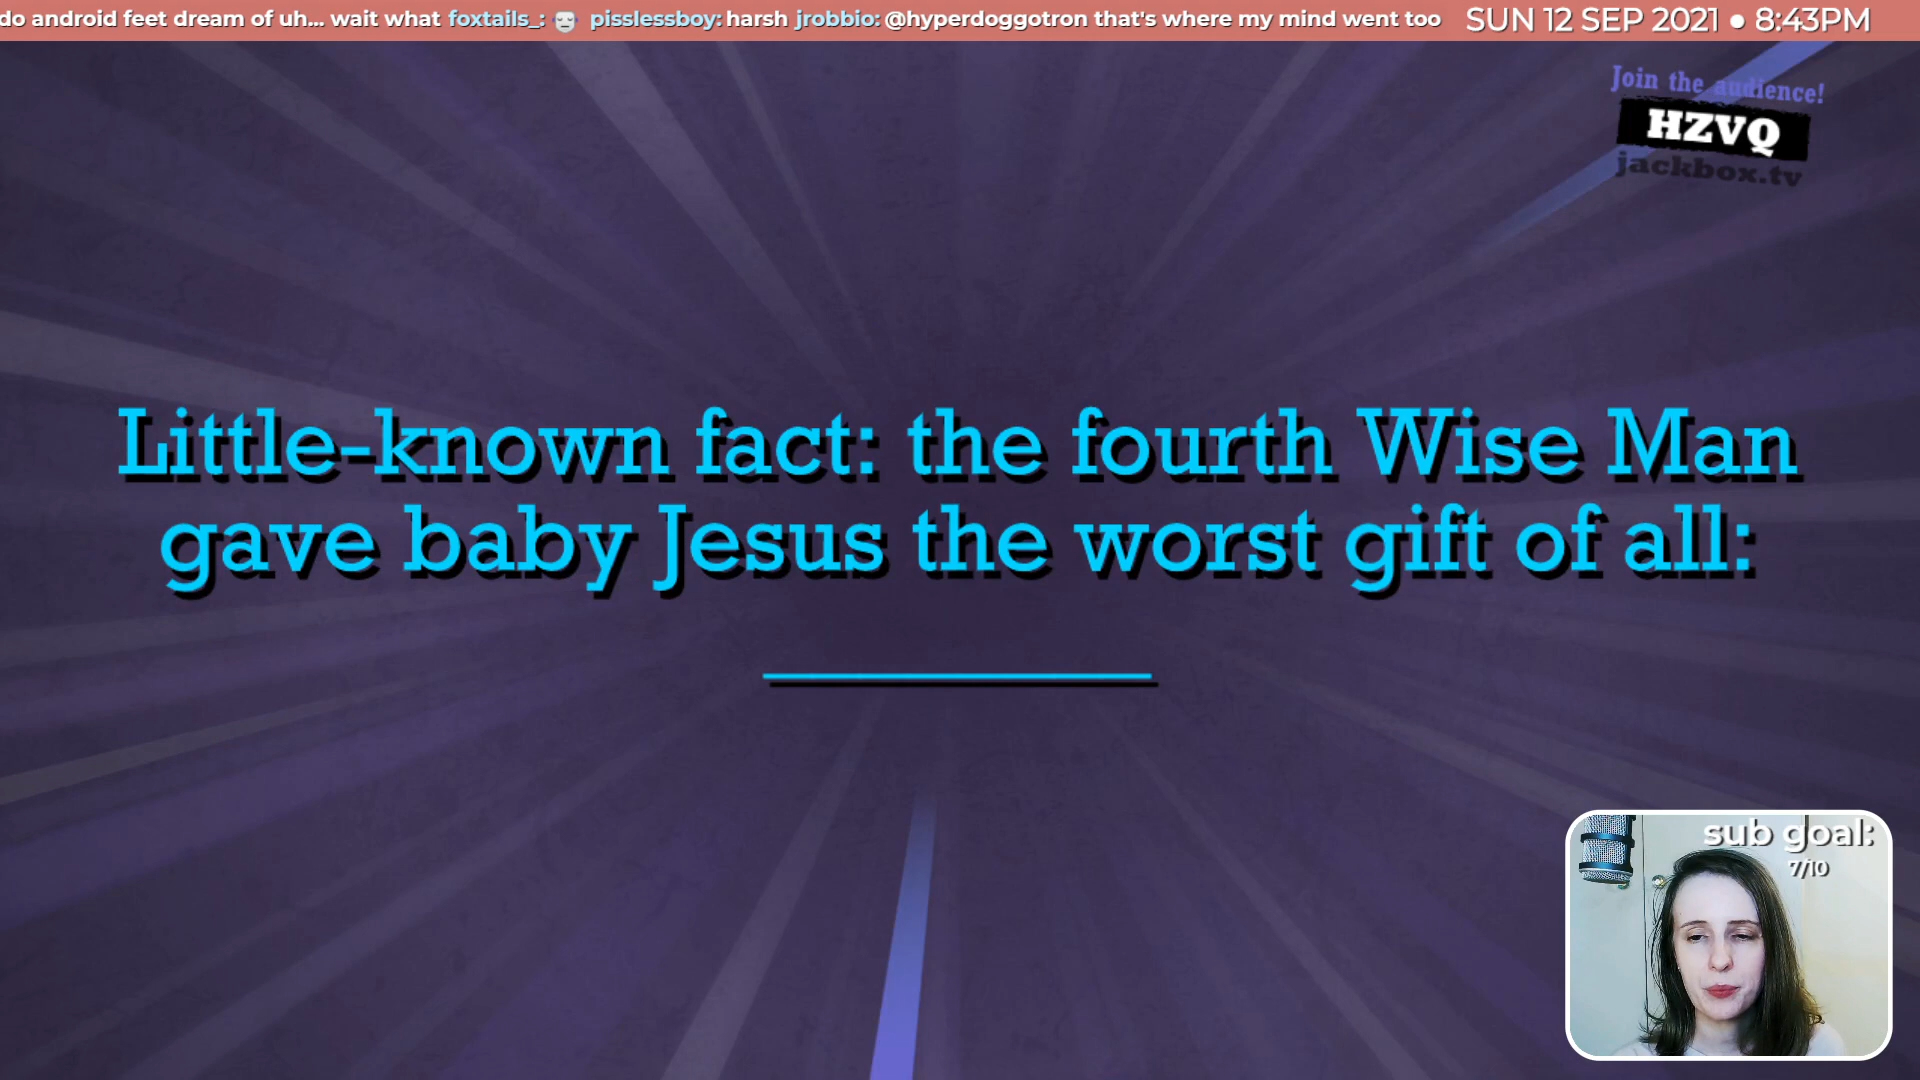 do android feet dream of uh... wait what foxtails_: pisslessboy: harsh jrobbio: @hyperdoggotron that's where my mind went too
SUN 12 SEP 2021 ● 8:43PM
Join the audience!
HZVQ
jackbox.tv
Little-known fact: the fourth Wise Man
gave baby Jesus the worst gift of all:
sub goal:
7/10